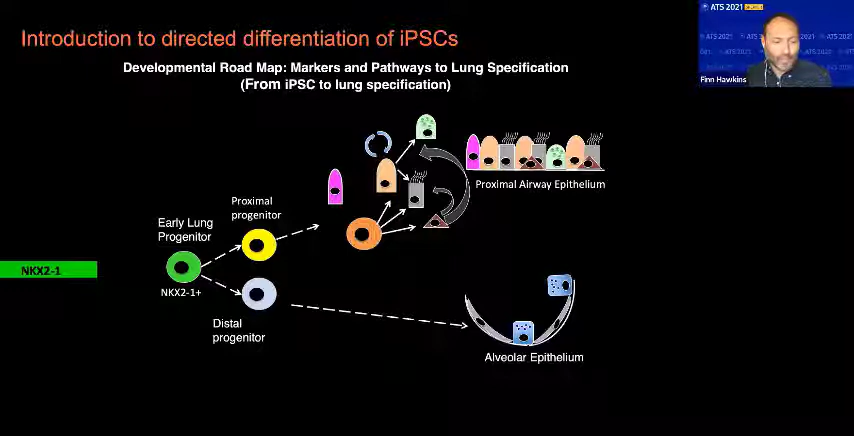 Introduction to directed differentiation of iPSCs
Developmental Road Map: Markers and Pathways to Lung Specification
(From iPSC to lung specification)
ATS 2021
Finn Hawkins
Proximal Airway Epithelium
Proximal
progenitor
Early Lung
Progenitor
NKX2-1
NKX2-1+
Distal
progenitor
Alveolar Epithelium